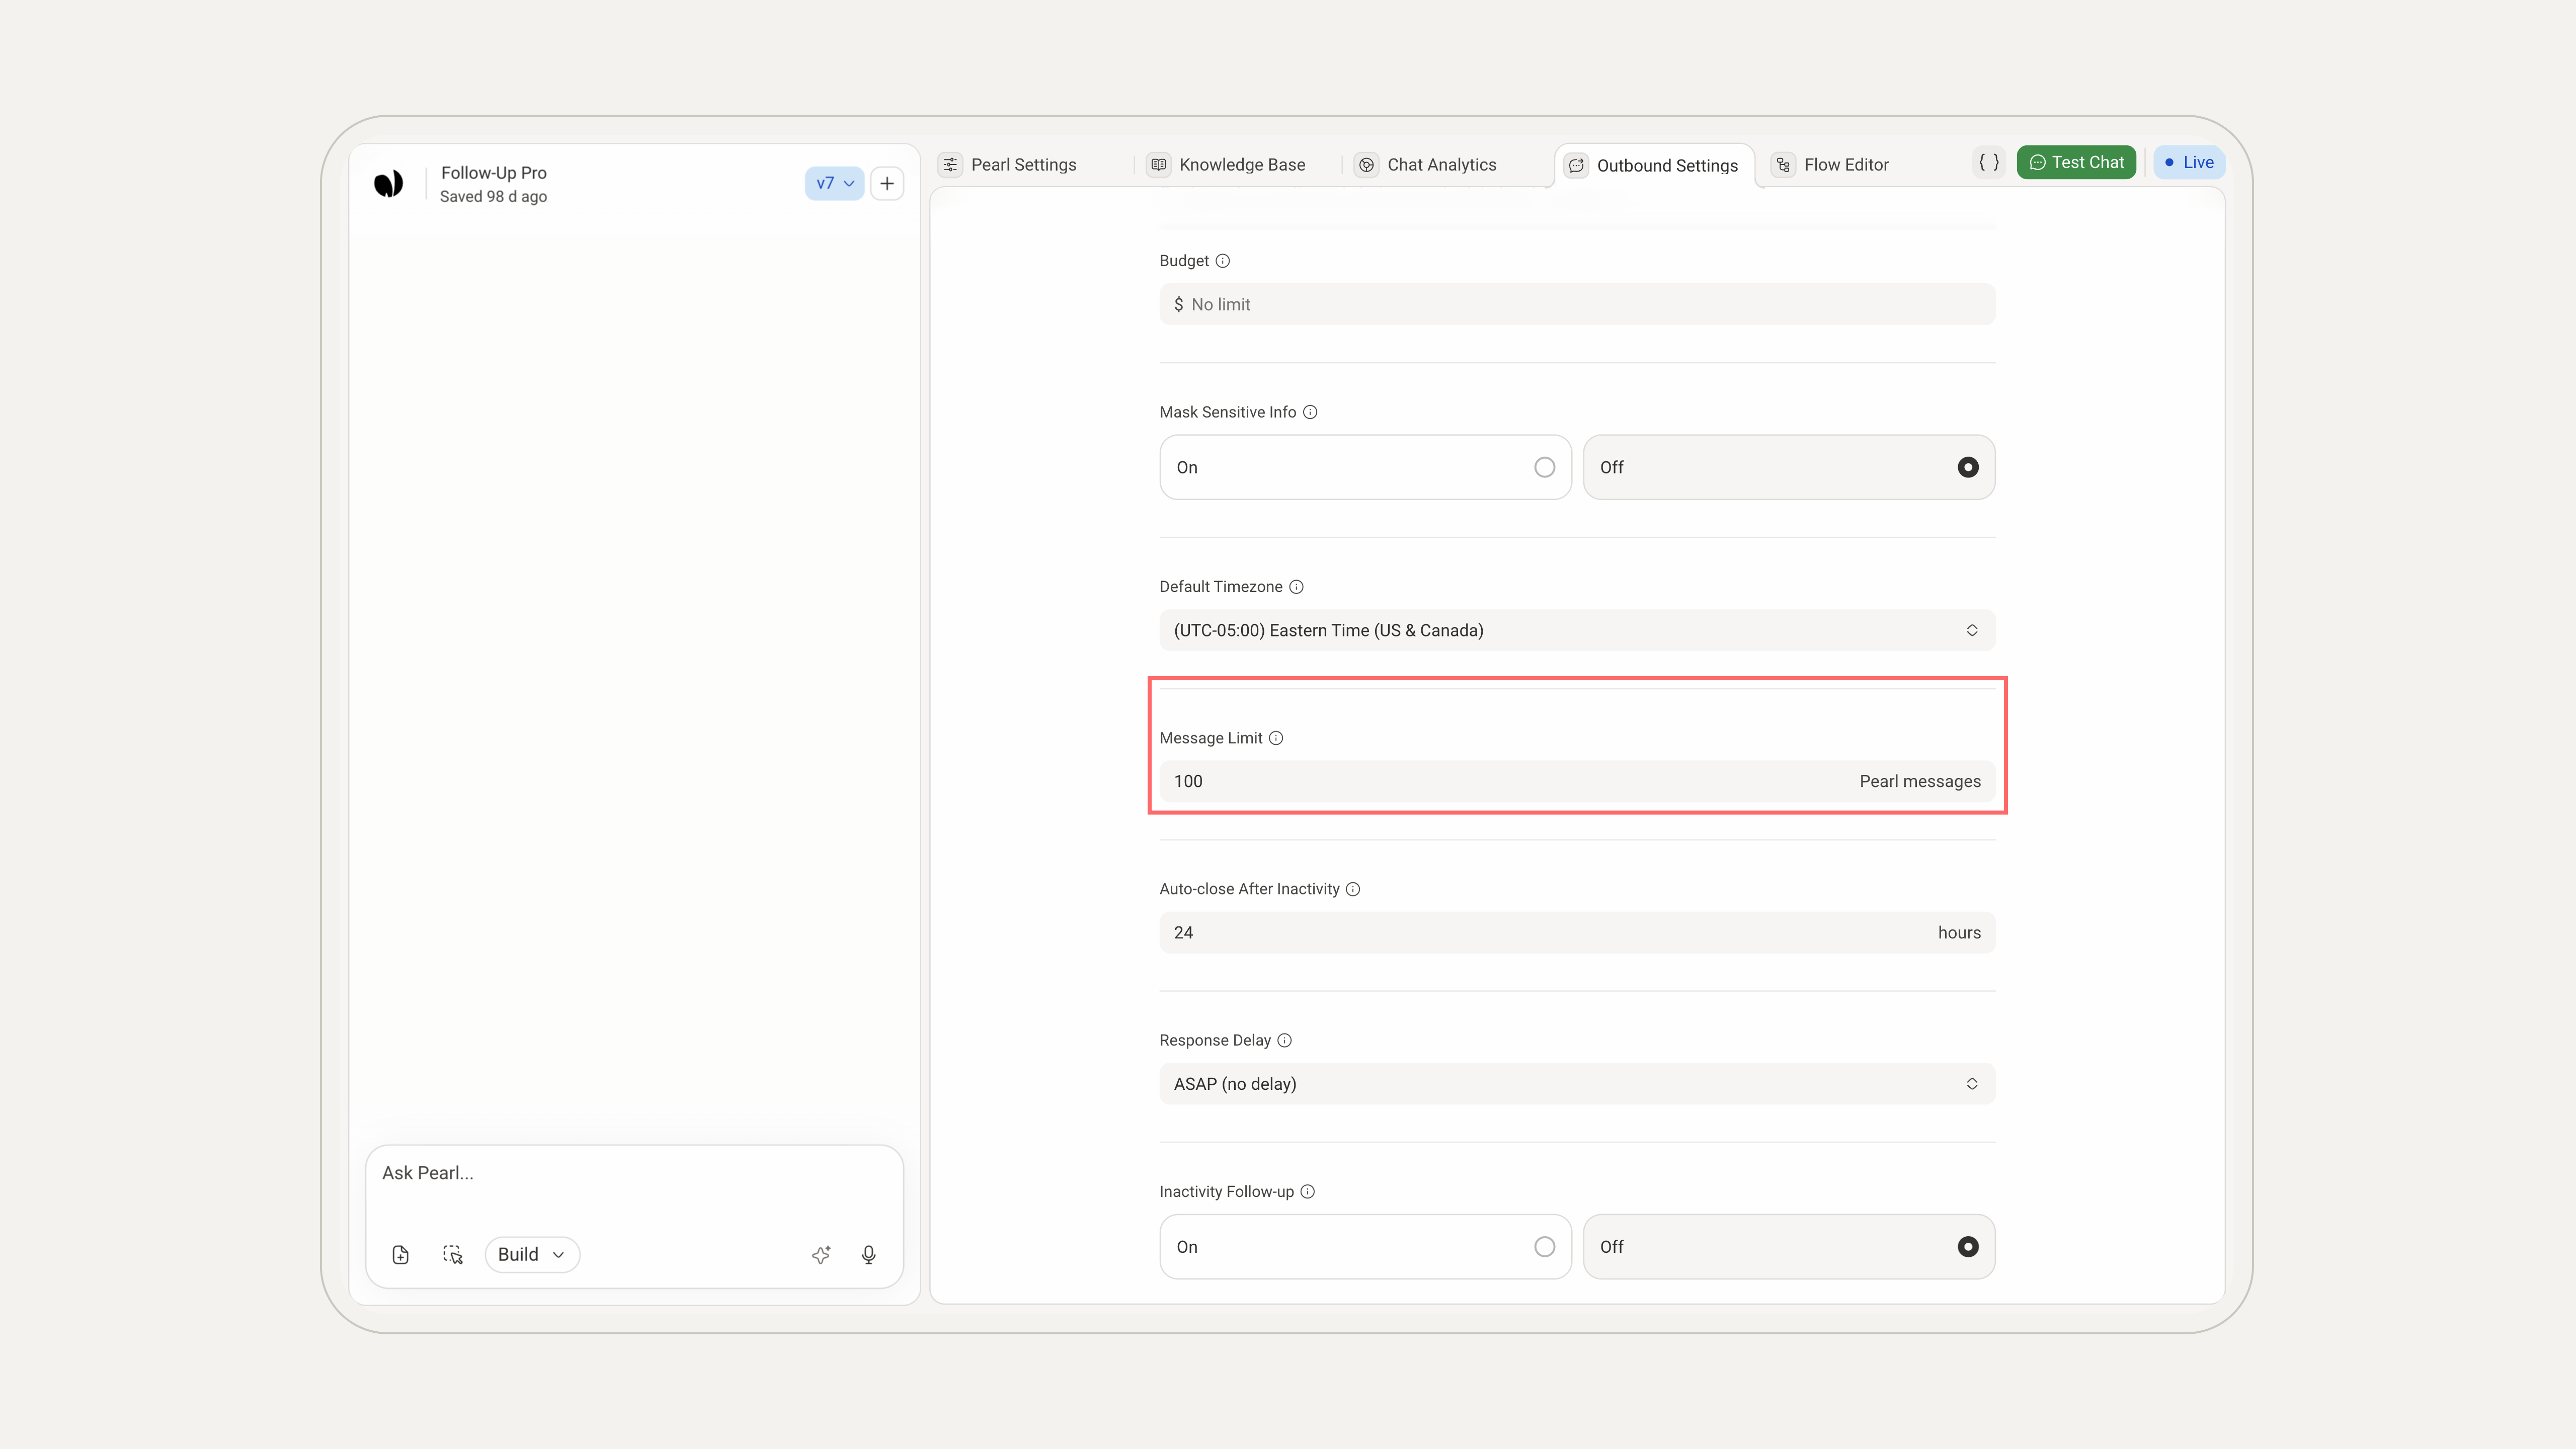 Follow-Up Pro
Saved 98 d ago
v7
Pearl Settings
Knowledge Base
Chat Analytics
Outbound Settings
Flow Editor
{ }
Test Chat
Live
Budget
$ No limit
Mask Sensitive Info
On
Off
Default Timezone
(UTC-05:00) Eastern Time (US & Canada)
Message Limit
100 Pearl messages
Auto-close After Inactivity
24 hours
Response Delay
ASAP (no delay)
Inactivity Follow-up
On
Off
Ask Pearl...
Build